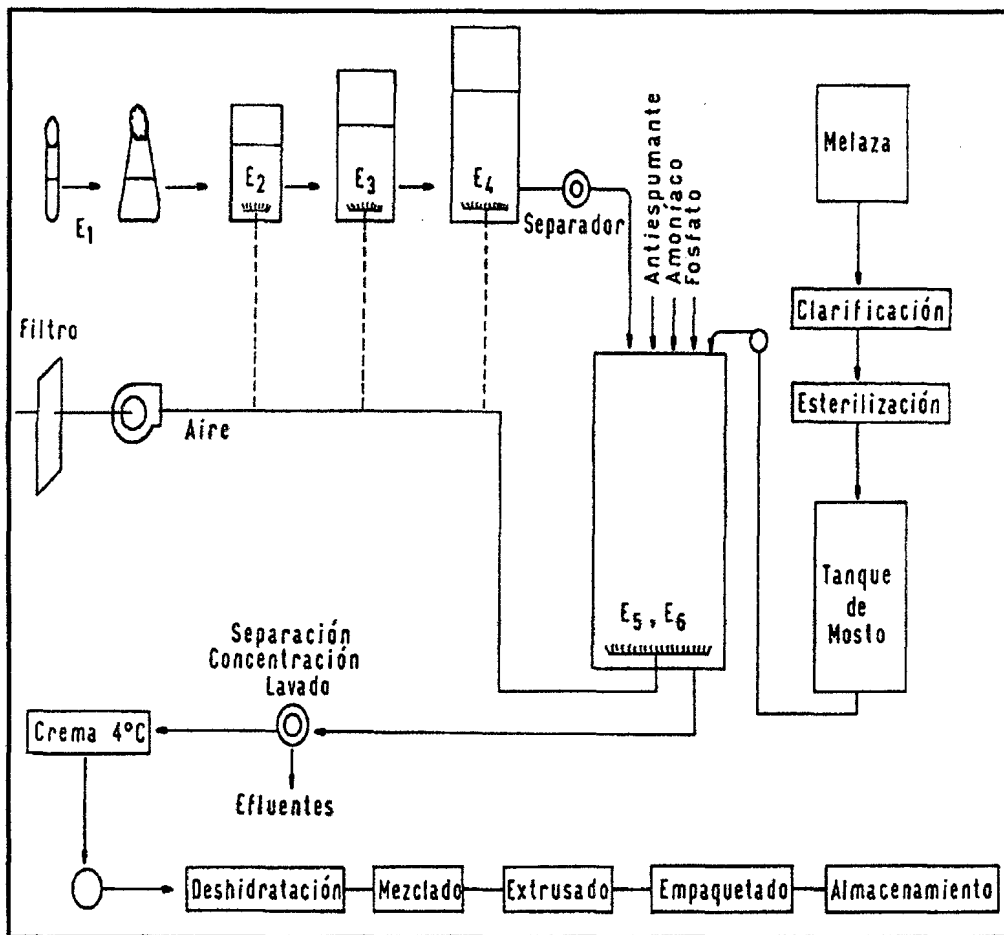 E1
E2
E3
E4
Separador
Antiespumante
Amoníaco
Fosfato
Melaza
Clarificación
Esterilización
Tanque
de
Mosto
Filtro
Aire
E5, E6
Separación
Concentración
Lavado
Crema 4°C
Efluentes
Deshidratación
Mezclado
Extrusado
Empaquetado
Almacenamiento